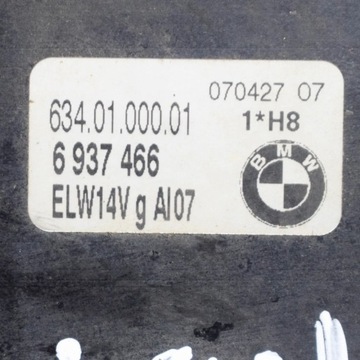 070427 07
634.01.000.01
1*H8
6 937 466
BMW
ELW14V g AI07